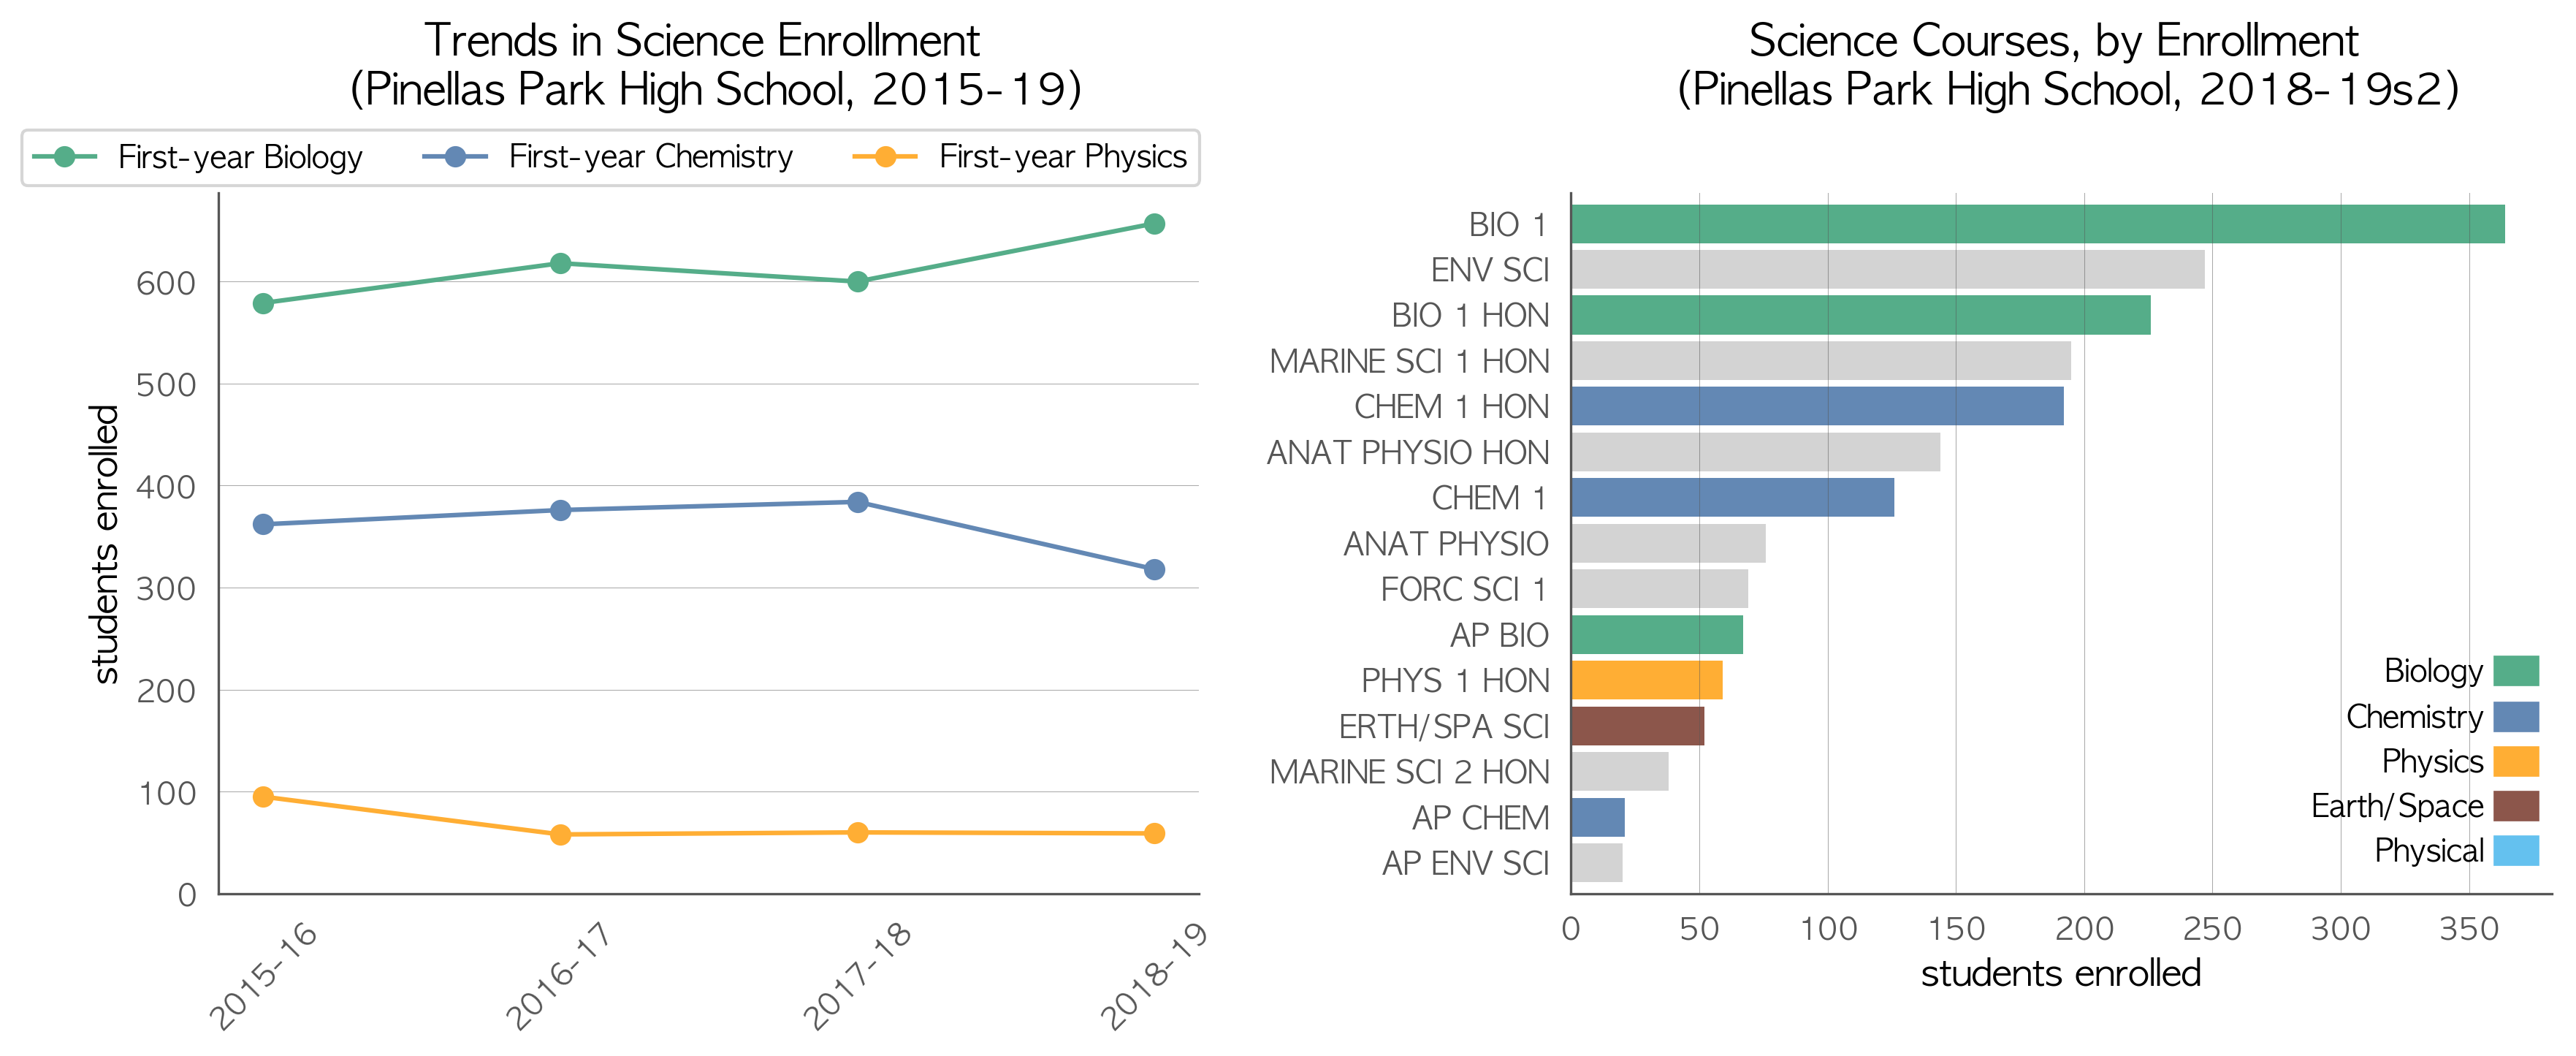 Trends in Science Enrollment
(Pinellas Park High School, 2015-19)
First-year Biology
First-year Chemistry
First-year Physics
students enrolled
600
500
400
300
200
100
0
2015-16
2016-17
2017-18
2018-19
Science Courses, by Enrollment
(Pinellas Park High School, 2018-19s2)
BIO 1
ENV SCI
BIO 1 HON
MARINE SCI 1 HON
CHEM 1 HON
ANAT PHYSIO HON
CHEM 1
ANAT PHYSIO
FORC SCI 1
AP BIO
PHYS 1 HON
ERTH/SPA SCI
MARINE SCI 2 HON
AP CHEM
AP ENV SCI
Biology
Chemistry
Physics
Earth/Space
Physical
0
50
100
150
200
250
300
350
students enrolled